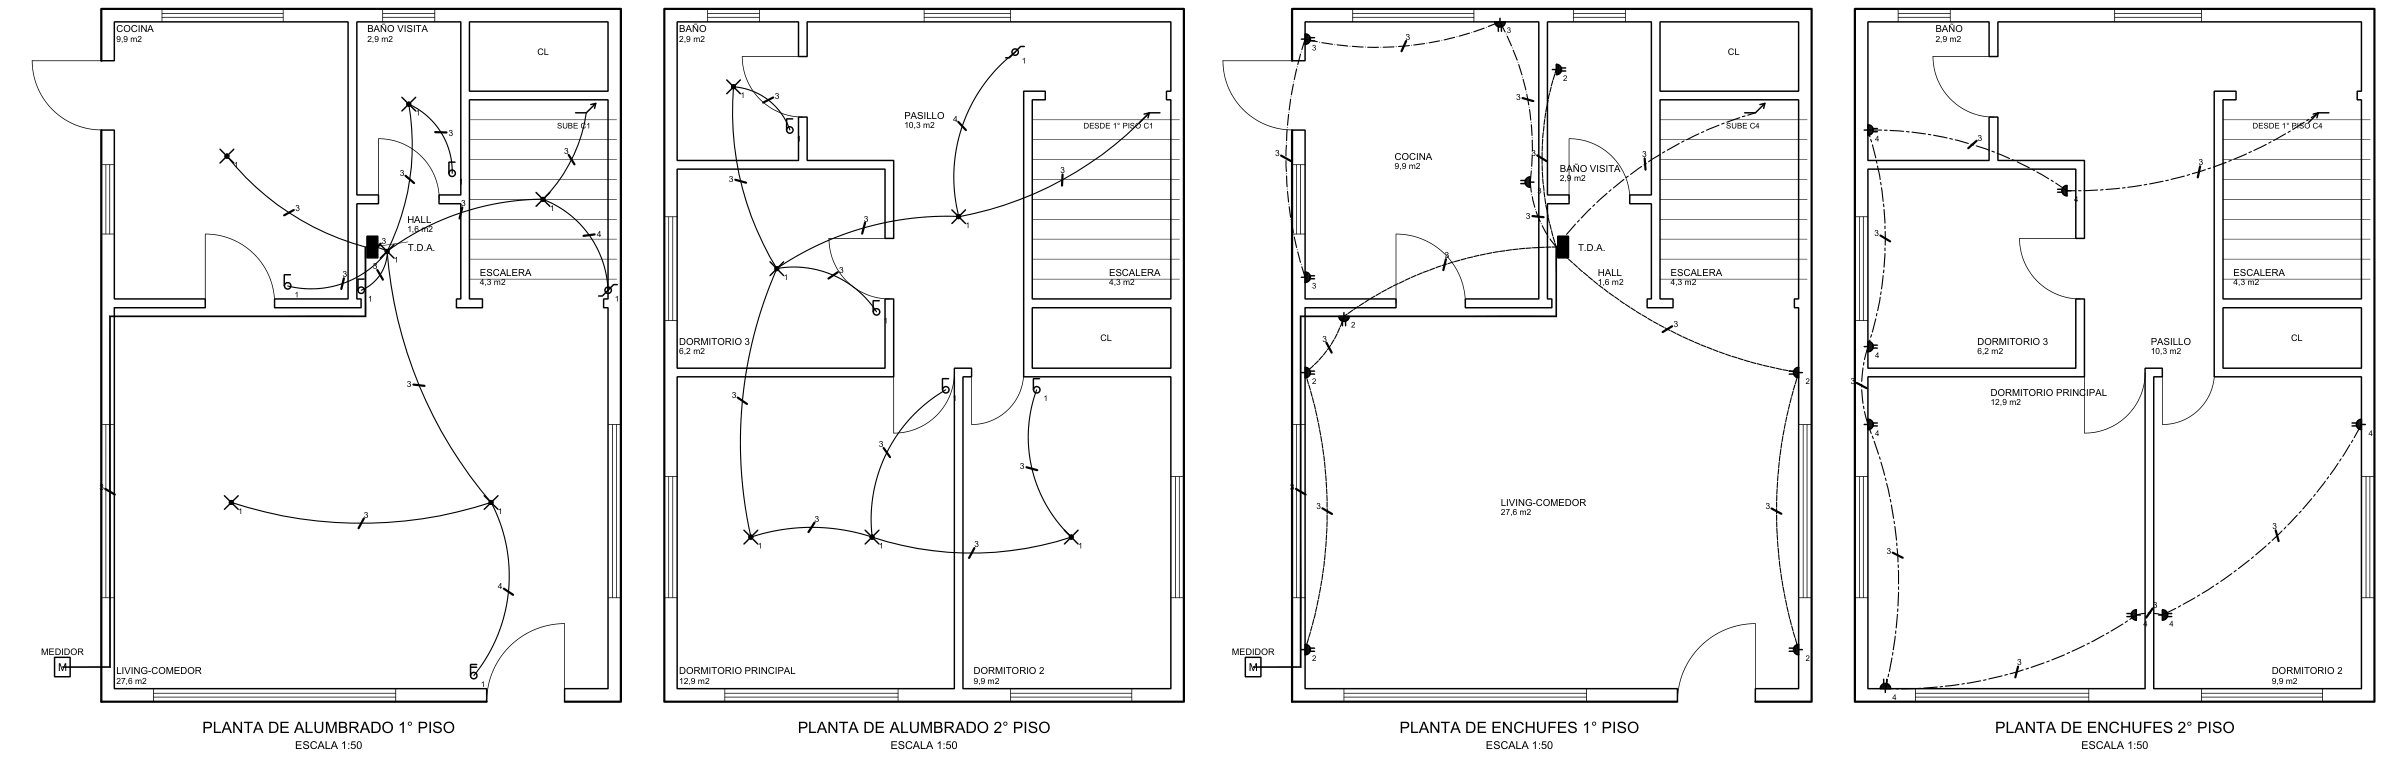 COCINA
9,9 m2
BAÑO VISITA
2,9 m2
CL
SUBE C1
HALL
1,6 m2
T.D.A.
ESCALERA
4,3 m2
MEDIDOR
M
LIVING-COMEDOR
27,6 m2
PLANTA DE ALUMBRADO 1° PISO
ESCALA 1:50
BAÑO
2,9 m2
PASILLO
10,3 m2
DESDE 1° PISO C1
ESCALERA
4,3 m2
DORMITORIO 3
6,2 m2
CL
DORMITORIO PRINCIPAL
12,9 m2
DORMITORIO 2
9,9 m2
PLANTA DE ALUMBRADO 2° PISO
ESCALA 1:50
CL
SUBE C4
COCINA
9,9 m2
BAÑO VISITA
2,9 m2
T.D.A.
HALL
1,6 m2
ESCALERA
4,3 m2
LIVING-COMEDOR
27,6 m2
MEDIDOR
M
PLANTA DE ENCHUFES 1° PISO
ESCALA 1:50
BAÑO
2,9 m2
DESDE 1° PISO C4
ESCALERA
4,3 m2
DORMITORIO 3
6,2 m2
PASILLO
10,3 m2
CL
DORMITORIO PRINCIPAL
12,9 m2
DORMITORIO 2
9,9 m2
PLANTA DE ENCHUFES 2° PISO
ESCALA 1:50